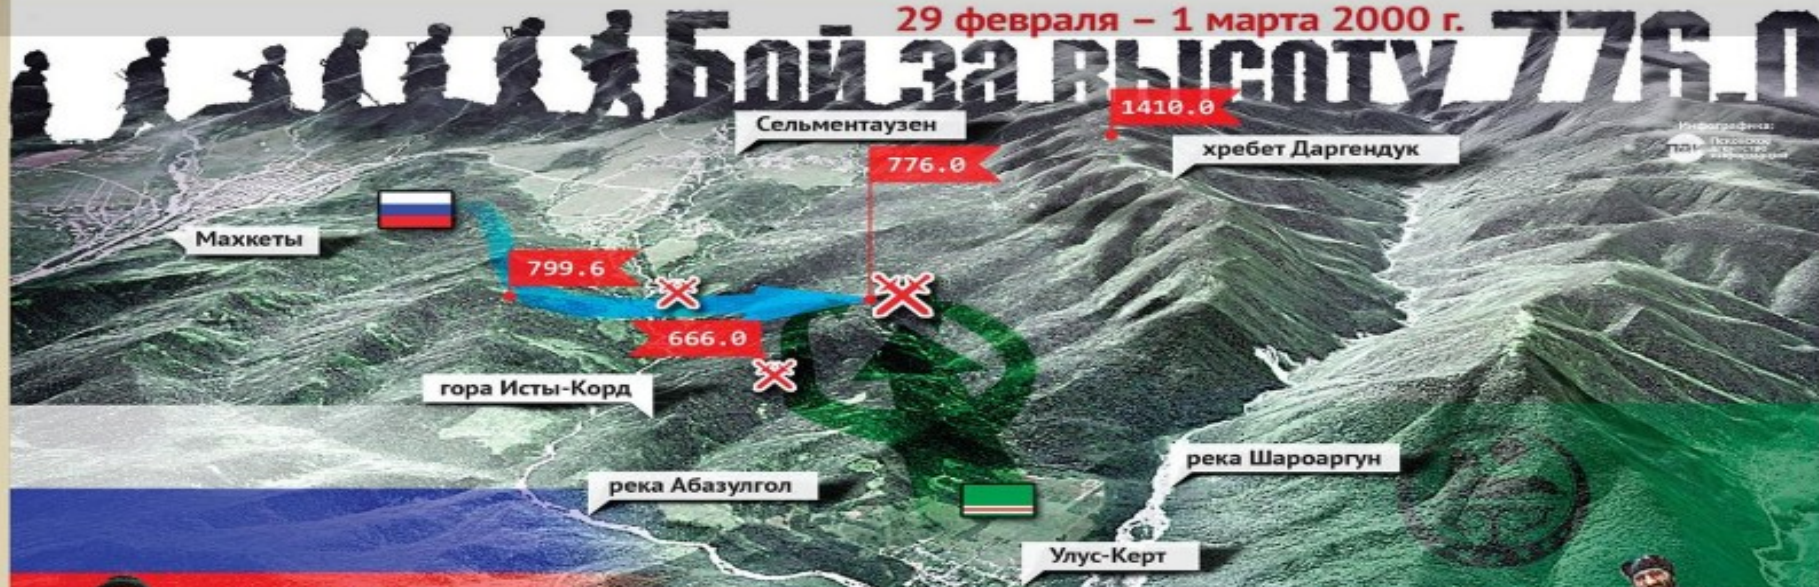 29 февраля – 1 марта 2000 г.
Бой за высоту 776.0
1410.0
Сельментаузен
Инфографика:
хребет Даргендук
776.0
Махкеты
799.6
666.0
гора Исты-Корд
река Шароаргун
река Абазулгол
Улус-Керт